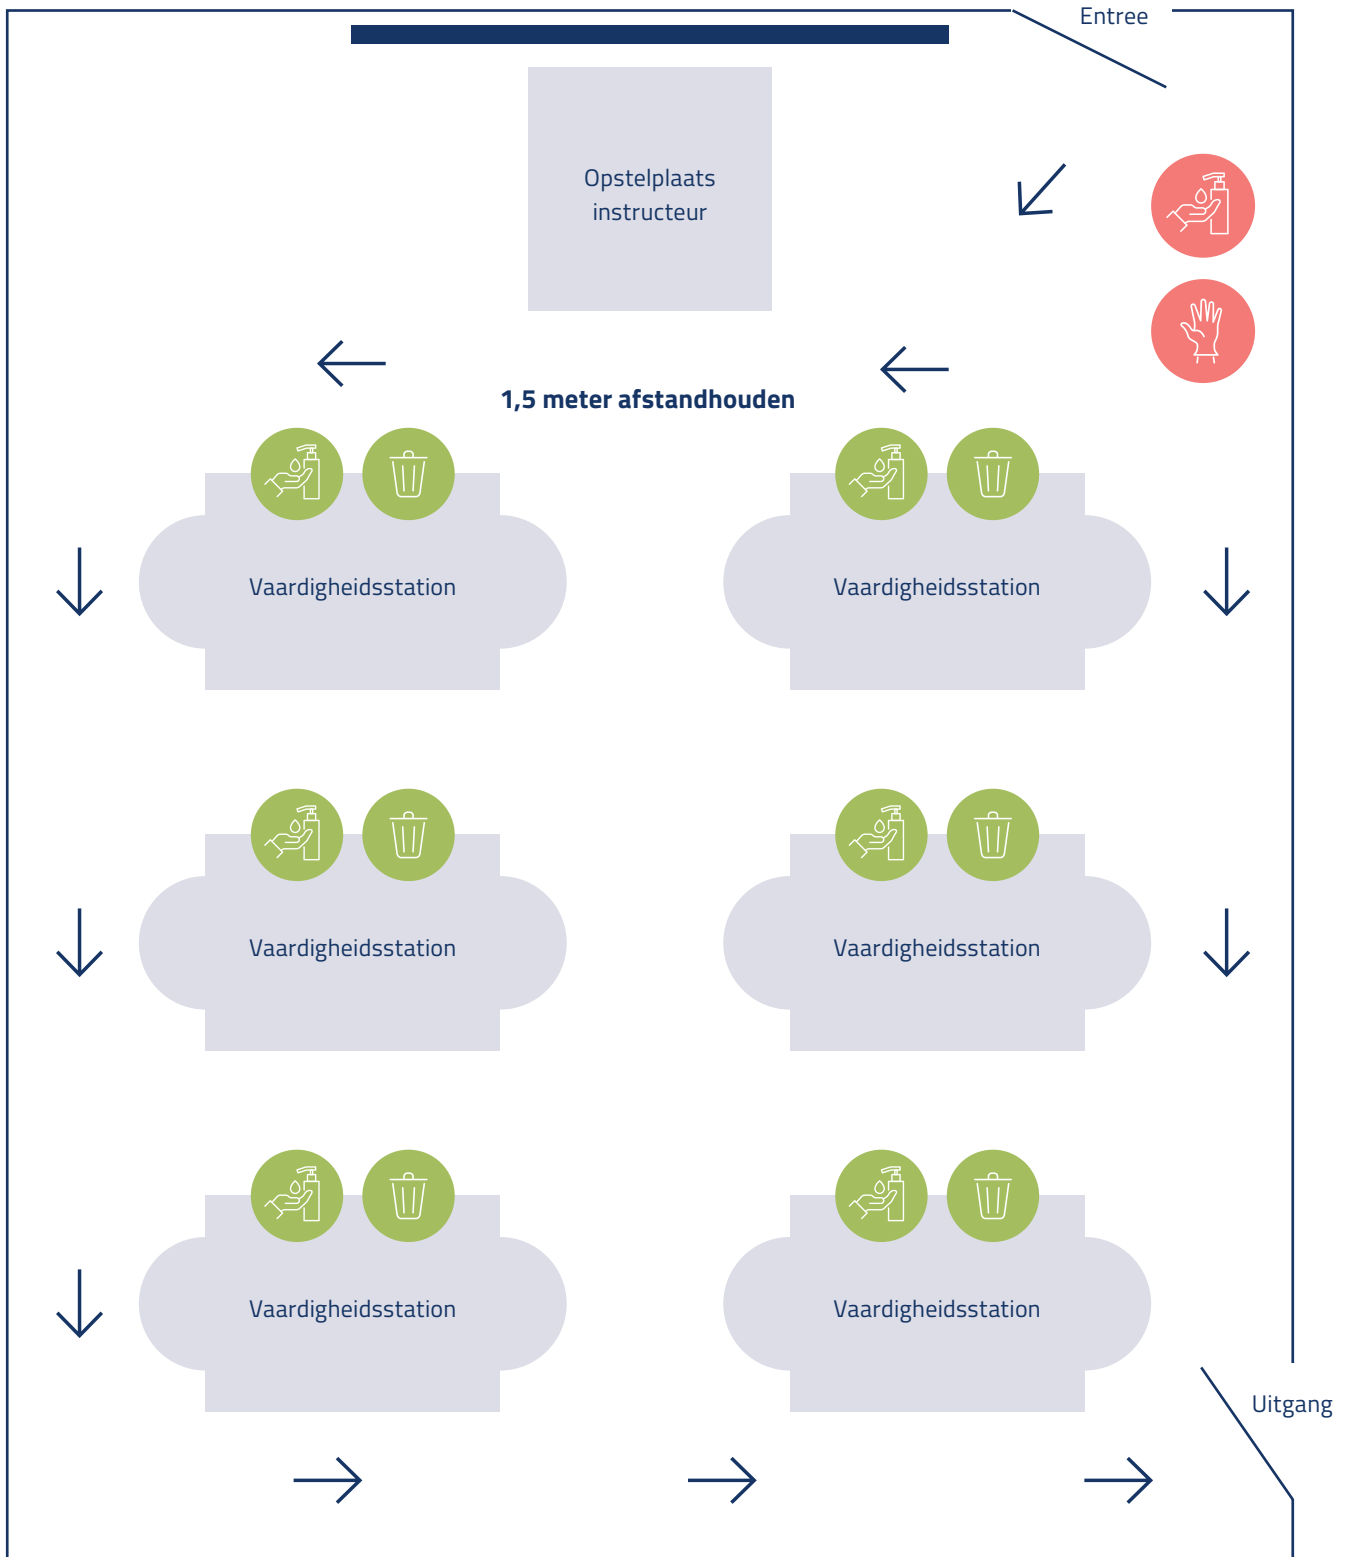 Entree
Opstelplaats
instructeur
1,5 meter afstandhouden
Vaardigheidsstation
Vaardigheidsstation
Vaardigheidsstation
Vaardigheidsstation
Vaardigheidsstation
Vaardigheidsstation
Uitgang